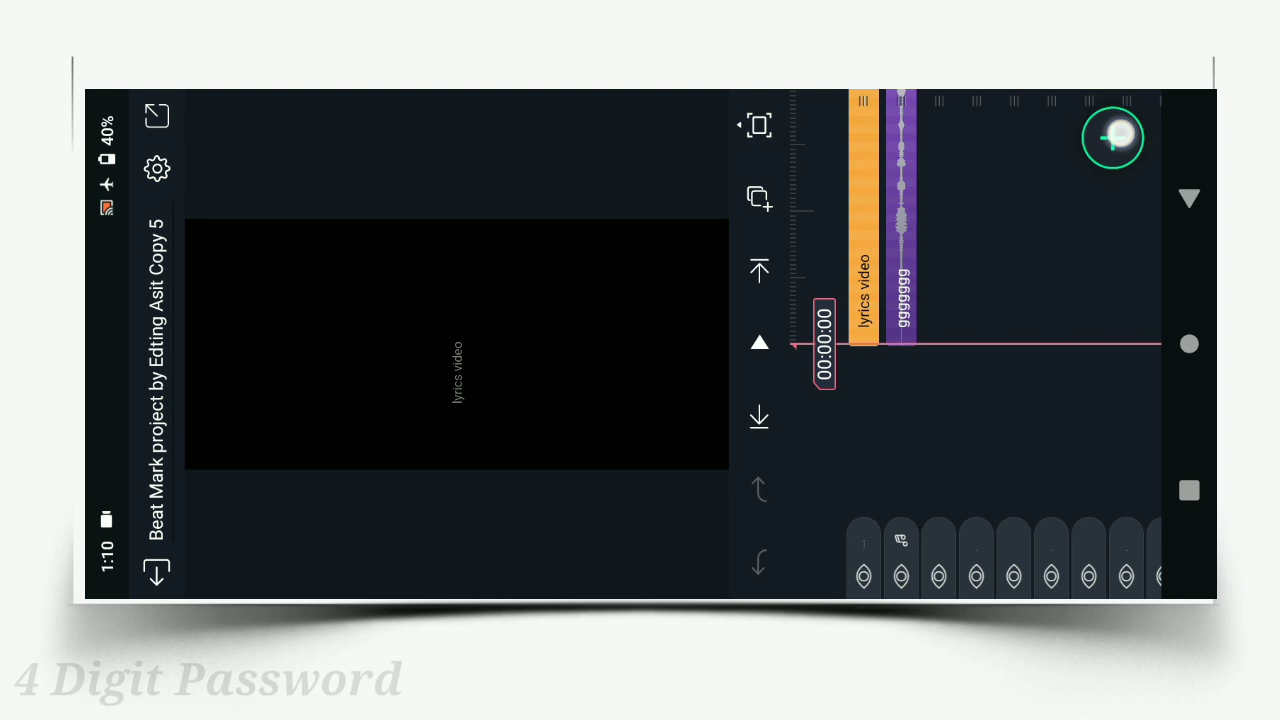 1:10
40%
Beat Mark project by Edting Asit Copy 5
lyrics video
00:00:00
lyrics video
ggggggg
4 Digit Password